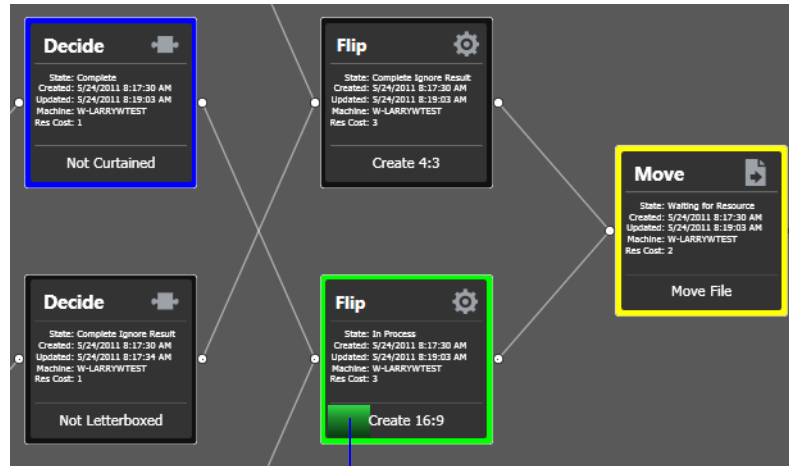 Decide
State: Complete
Created: 5/24/2011 8:17:30 AM
Updated: 5/24/2011 8:19:03 AM
Machine: W-LARRYWTEST
Res Cost: 1
Not Curtained
Flip
State: Complete Ignore Result
Created: 5/24/2011 8:17:30 AM
Updated: 5/24/2011 8:19:03 AM
Machine: W-LARRYWTEST
Res Cost: 3
Create 4:3
Move
State: Waiting for Resource
Created: 5/24/2011 8:17:30 AM
Updated: 5/24/2011 8:19:03 AM
Machine: W-LARRYWTEST
Res Cost: 2
Move File
Decide
State: Complete Ignore Result
Created: 5/24/2011 8:17:30 AM
Updated: 5/24/2011 8:17:34 AM
Machine: W-LARRYWTEST
Res Cost: 1
Not Letterboxed
Flip
State: In Process
Created: 5/24/2011 8:17:30 AM
Updated: 5/24/2011 8:19:03 AM
Machine: W-LARRYWTEST
Res Cost: 3
Create 16:9